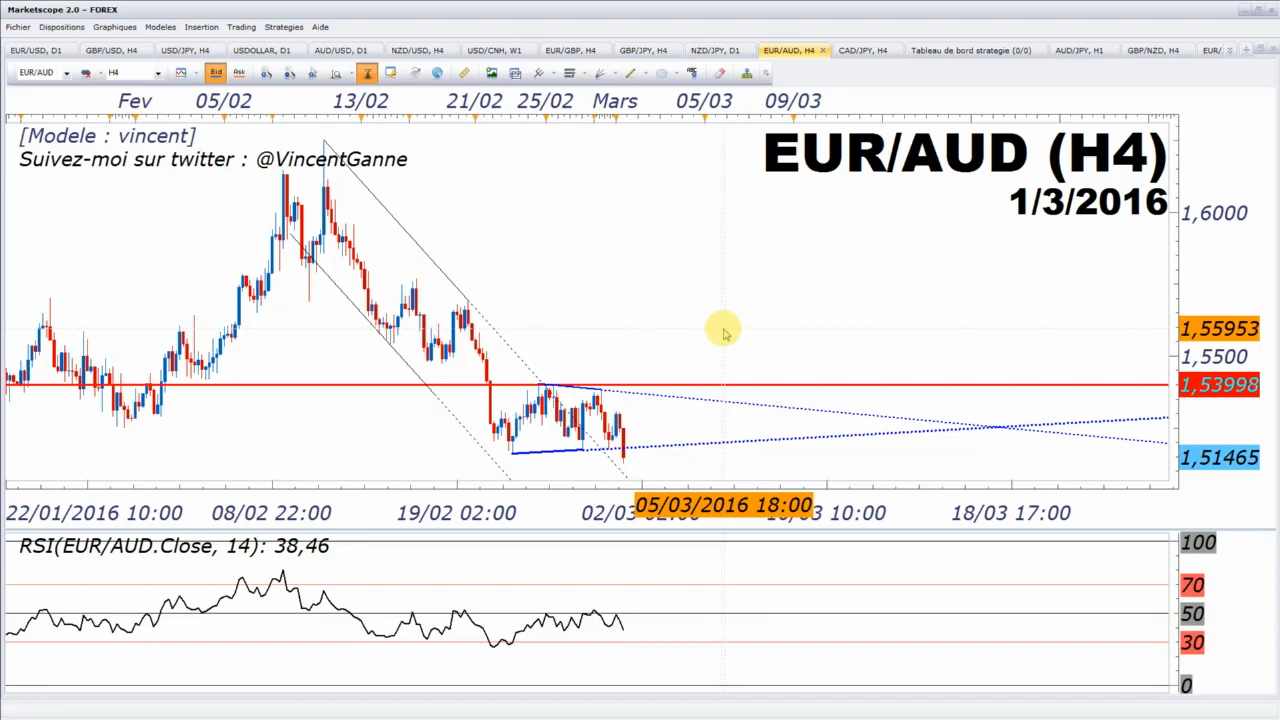 Marketscope 2.0 – FOREX
Fichier Dispositions Graphiques Modeles Insertion Trading Strategies Aide
EUR/USD, D1 GBP/USD, H4 USD/JPY, H4 USDOLLAR, D1 AUD/USD, D1 NZD/USD, H4 USD/CNH, W1 EUR/GBP, H4 GBP/JPY, H4 NZD/JPY, D1 EUR/AUD, H4 CAD/JPY, H4 Tableau de bord strategie (0/0) AUD/JPY, H1 GBP/NZD, H4 EUR/
EUR/AUD H4 Bid Rsk ABC
Fev 05/02 13/02 21/02 25/02 Mars 05/03 09/03
[Modele : vincent]
Suivez-moi sur twitter : @VincentGanne
EUR/AUD (H4)
1/3/2016
1,6000
1,55953
1,5500
1,53998
1,51465
22/01/2016 10:00 08/02 22:00 19/02 02:00 02/03 05/03/2016 18:00 10:00 18/03 17:00
RSI(EUR/AUD.Close, 14): 38,46
100
70
50
30
0